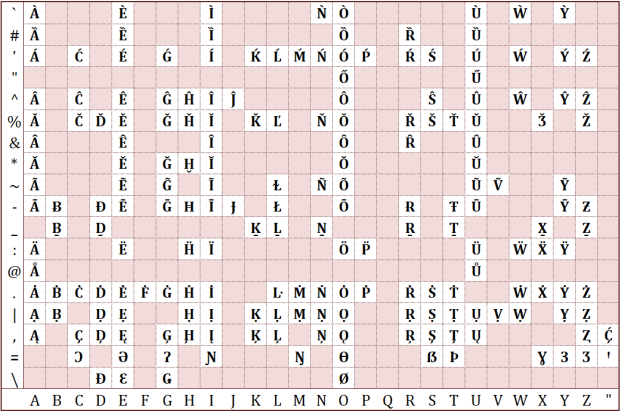 ` À È Ì Ǹ Ò Ù Ẁ Ỳ
# Ȁ Ȅ Ȉ Ȍ Ȑ Ȕ
' Á Ć É Ǵ Í Ḱ Ĺ Ḿ Ń Ó Ṕ Ŕ Ś Ú Ẃ Ý Ź
" Ő Ű
^ Â Ĉ Ê Ĝ Ĥ Î Ĵ Ô Ŝ Û Ŵ Ŷ Ẑ
% Ǎ Č Ď Ě Ǧ Ȟ Ǐ Ǩ Ľ Ň Ǒ Ř Š Ť Ǔ Ǯ Ž
& Ȃ Ȇ Ȋ Ȏ Ȓ Ȗ
* Ă Ĕ Ğ Ḫ Ĭ Ŏ Ŭ
~ Ã Ẽ G̃ Ĩ Ł Ñ Õ Ũ Ṽ Ỹ
- Ā Ƀ Đ Ē Ḡ Ħ Ī Ɉ Ł Ō R Ŧ Ū Ȳ Ƶ
_ Ḇ Ḏ Ḵ Ḻ Ṉ Ṟ Ṯ X̱ Ẕ
: Ä Ë Ḧ Ï Ö P̈ Ü Ẅ Ẍ Ÿ
@ Å Ů
. Ȧ Ḃ Ċ Ḋ Ė Ḟ Ġ Ḣ İ Ŀ Ṁ Ṅ Ȯ Ṗ Ṙ Ṡ Ṫ Ẇ Ẋ Ẏ Ż
| Ạ Ḅ Ḍ Ẹ Ḥ Ị Ḳ Ḷ Ṃ Ṇ Ọ Ṛ Ṣ Ṭ Ụ Ṿ Ẉ Ỵ Ẓ
, Ą Ç Ḑ Ȩ Ģ Ḩ Į Ķ Ļ Ņ Ǫ Ŗ Ş Ţ Ų Ȥ Ḉ
= Ɔ Ə Ɂ Ɲ Ŋ Ɵ ẞ Þ Ɣ Ȝ Ʒ '
\ Đ Ɛ Ǥ Ø
A B C D E F G H I J K L M N O P Q R S T U V W X Y Z "